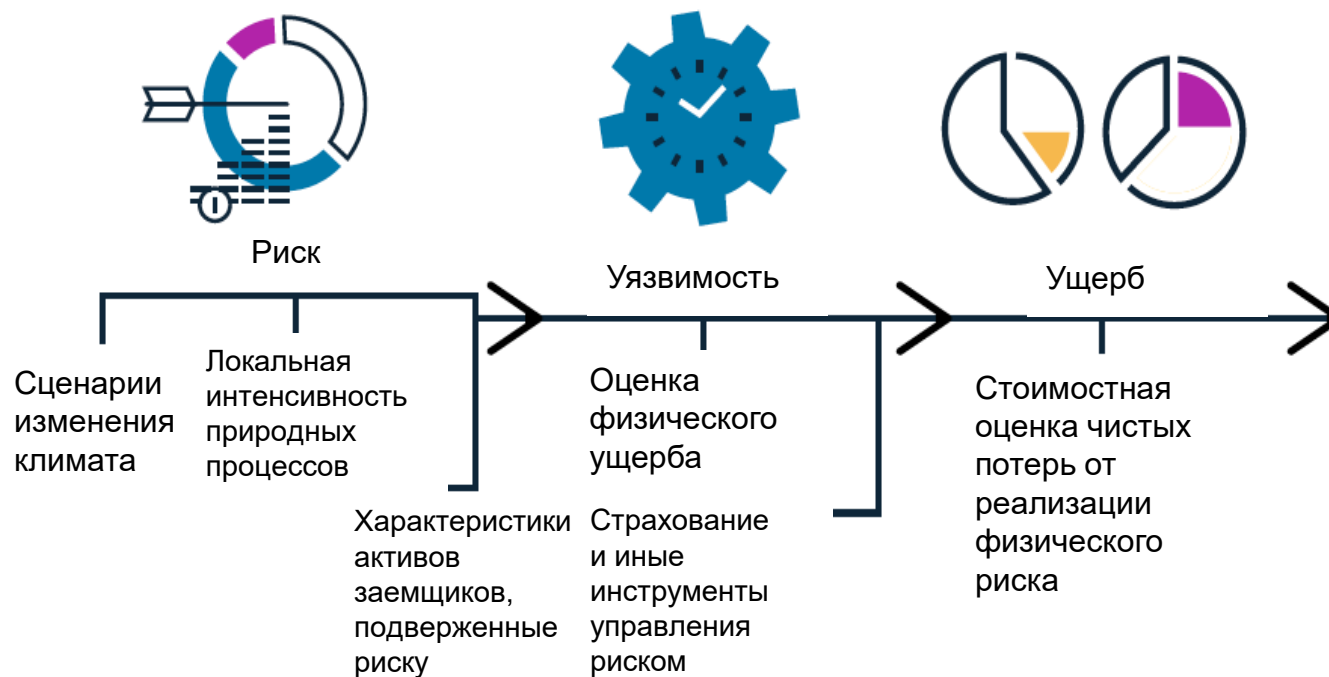 Риск
Уязвимость
Ущерб
Сценарии
изменения
климата
Локальная
интенсивность
природных
процессов
Характеристики
активов
заемщиков,
подверженные
риску
Оценка
физического
ущерба
Страхование
и иные
инструменты
управления
риском
Стоимостная
оценка чистых
потерь от
реализации
физического
риска